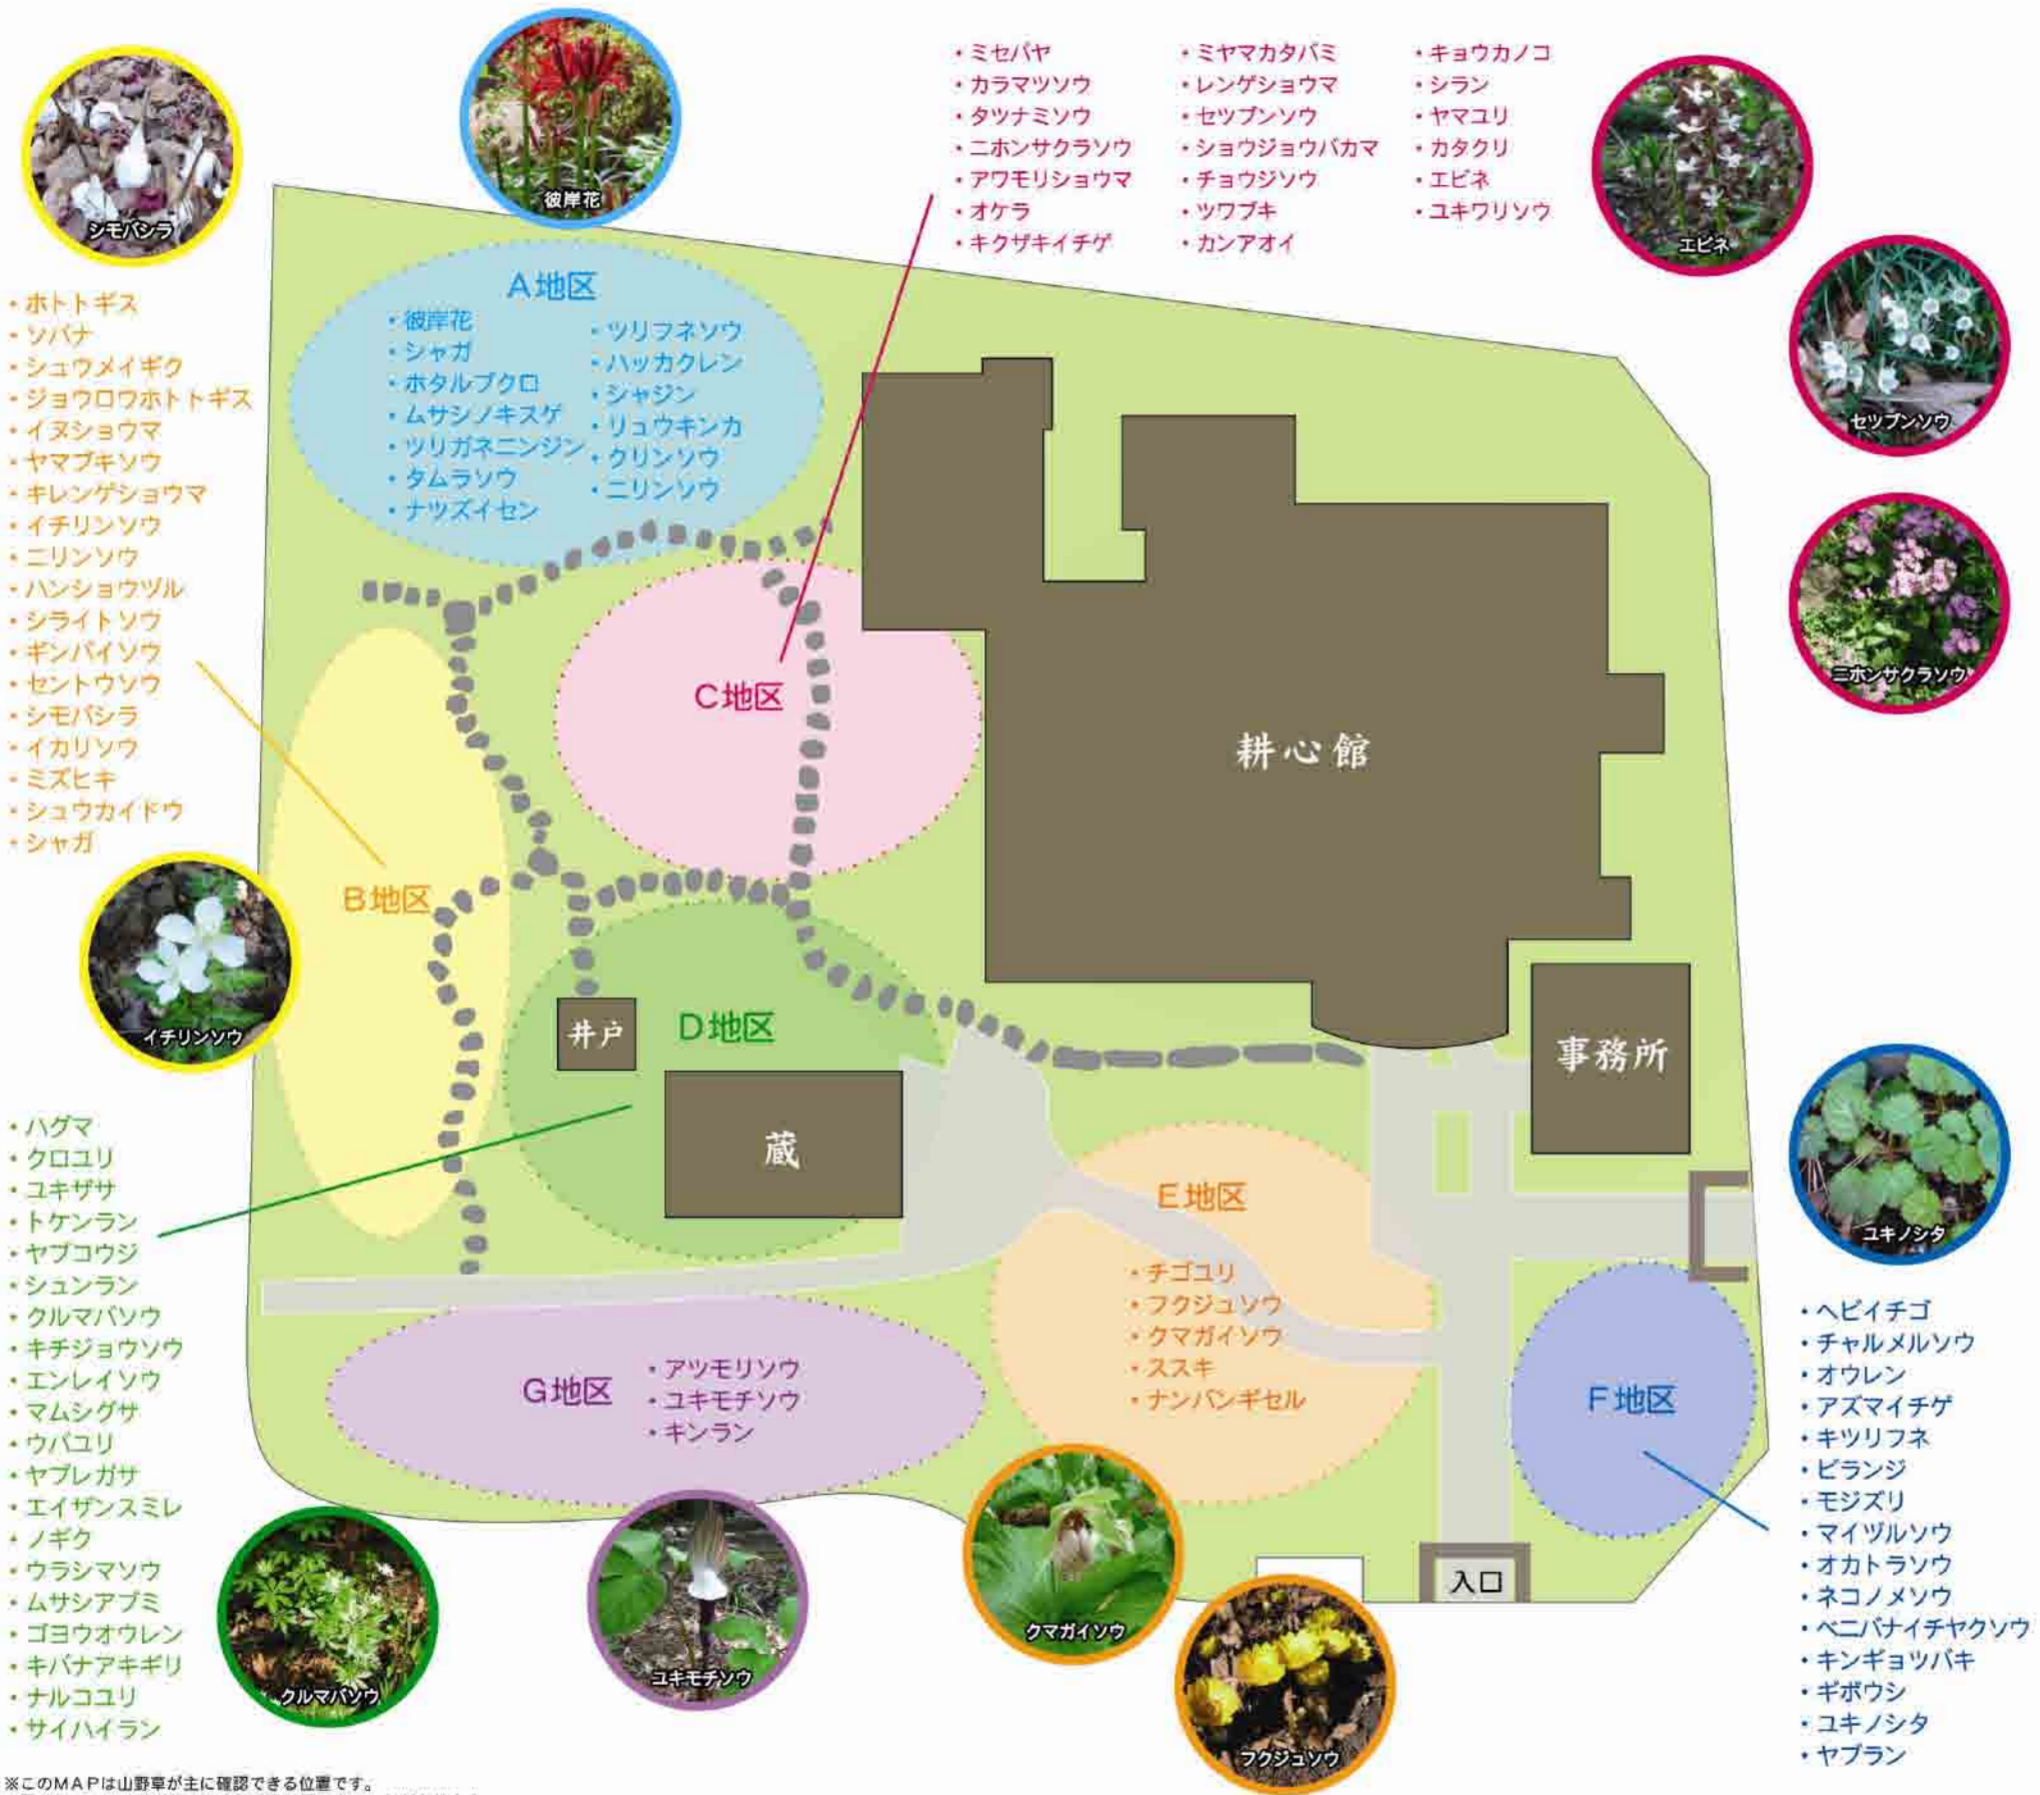 シモバシラ
彼岸花
・ミセバヤ
・カラマツソウ
・タツナミソウ
・ニホンサクラソウ
・アワモリショウマ
・オケラ
・キクザキイチゲ
・ミヤマカタバミ
・レンゲショウマ
・セツブンソウ
・ショウジョウバカマ
・チョウジソウ
・ツワブキ
・カンアオイ
・キョウカノコ
・シラン
・ヤマユリ
・カタクリ
・エビネ
・ユキワリソウ
エビネ
セツブンソウ
ニホンサクラソウ
A地区
・彼岸花
・シャガ
・ホタルブクロ
・ムサシノキスゲ
・ツリガネニンジン
・タムラソウ
・ナツズイセン
・ツリフネソウ
・ハッカクレン
・シャジン
・リュウキンカ
・クリンソウ
・ニリンソウ
・ホトトギス
・ソバナ
・シュウメイギク
・ジョウロウホトトギス
・イヌショウマ
・ヤマブキソウ
・キレンゲショウマ
・イチリンソウ
・ニリンソウ
・ハンショウヅル
・シライトソウ
・ギンバイソウ
・セントウソウ
・シモバシラ
・イカリソウ
・ミズヒキ
・シュウカイドウ
・シャガ
C地区
耕心館
B地区
イチリンソウ
井戸
D地区
蔵
事務所
・ハグマ
・クロユリ
・ユキザサ
・トケンラン
・ヤブコウジ
・シュンラン
・クルマバソウ
・キチジョウソウ
・エンレイソウ
・マムシグサ
・ウバユリ
・ヤブレガサ
・エイザンスミレ
・ノギク
・ウラシマソウ
・ムサシアブミ
・ゴヨウオウレン
・キバナアキギリ
・ナルコユリ
・サイハイラン
クルマバソウ
G地区
・アツモリソウ
・ユキモチソウ
・キンラン
ユキモチソウ
E地区
・チゴユリ
・フクジュソウ
・クマガイソウ
・ススキ
・ナンバンギセル
クマガイソウ
フクジュソウ
入口
ユキノシタ
F地区
・ヘビイチゴ
・チャルメルソウ
・オウレン
・アズマイチゲ
・キツリフネ
・ビランジ
・モジズリ
・マイヅルソウ
・オカトラソウ
・ネコノメソウ
・ベニバナイチヤクソウ
・キンギョツバキ
・ギボウシ
・ユキノシタ
・ヤブラン
※このMAPは山野草が主に確認できる位置です。